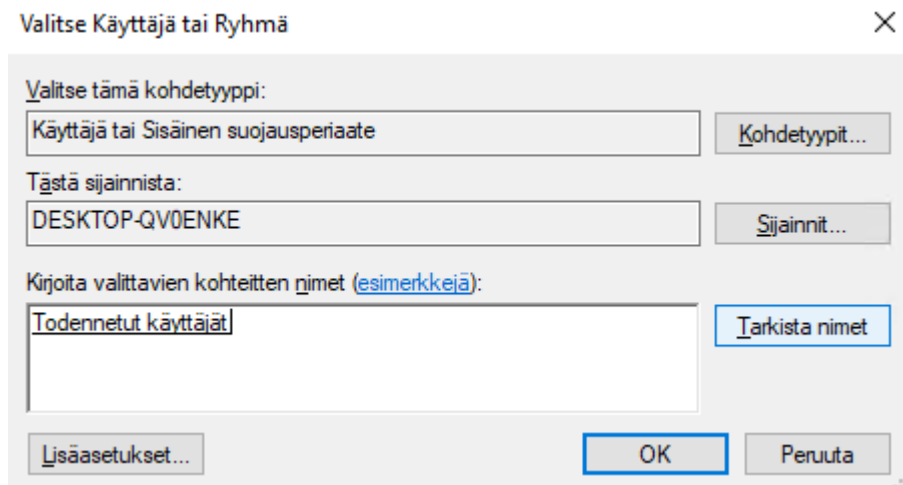 Valitse Käyttäjä tai Ryhmä
Valitse tämä kohdetyyppi:
Käyttäjä tai Sisäinen suojausperiaate
Kohdetyypit...
Tästä sijainnista:
DESKTOP-QV0ENKE
Sijainnit...
Kirjoita valittavien kohteitten nimet (esimerkkejä):
Todennetut käyttäjät
Tarkista nimet
Lisäasetukset...
OK
Peruuta